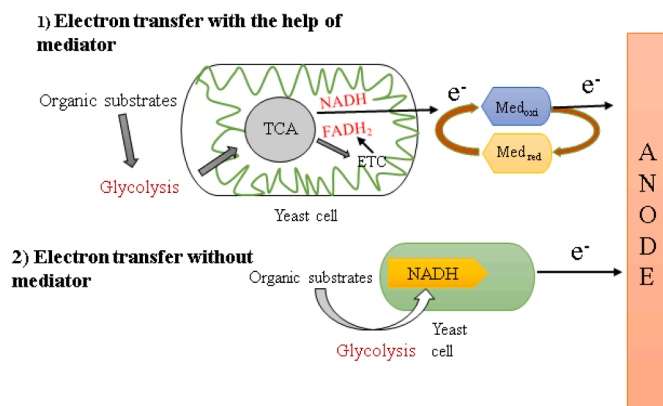 1) Electron transfer with the help of
mediator
Organic substrates
NADH
TCA
FADH2
ETC
Glycolysis
Yeast cell
e-
e-
Medoxi
Medred
2) Electron transfer without
mediator
Organic substrates
NADH
e-
Yeast
Glycolysis cell
A
N
O
D
E